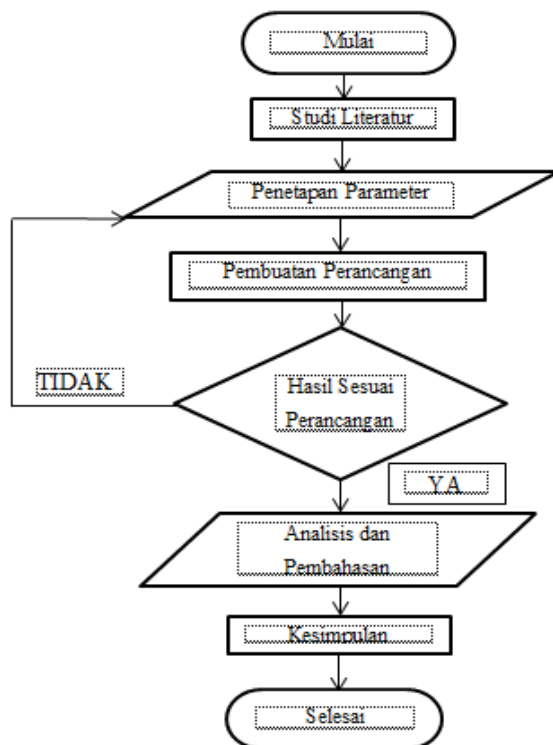 Mulai
Studi Literatur
Penetapan Parameter
Pembuatan Perancangan
TIDAK
Hasil Sesuai
Perancangan
YA
Analisis dan
Pembahasan
Kesimpulan
Selesai